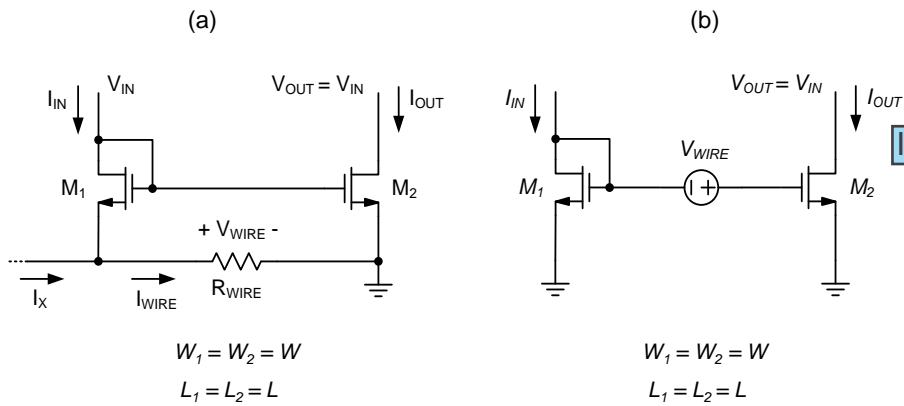 (a)
(b)
V_IN
V_OUT = V_IN
I_IN
I_OUT
M_1
M_2
+ V_WIRE -
I_X
I_WIRE
R_WIRE
W_1 = W_2 = W
L_1 = L_2 = L
I_IN
V_OUT = V_IN
I_OUT
V_WIRE
M_1
M_2
W_1 = W_2 = W
L_1 = L_2 = L